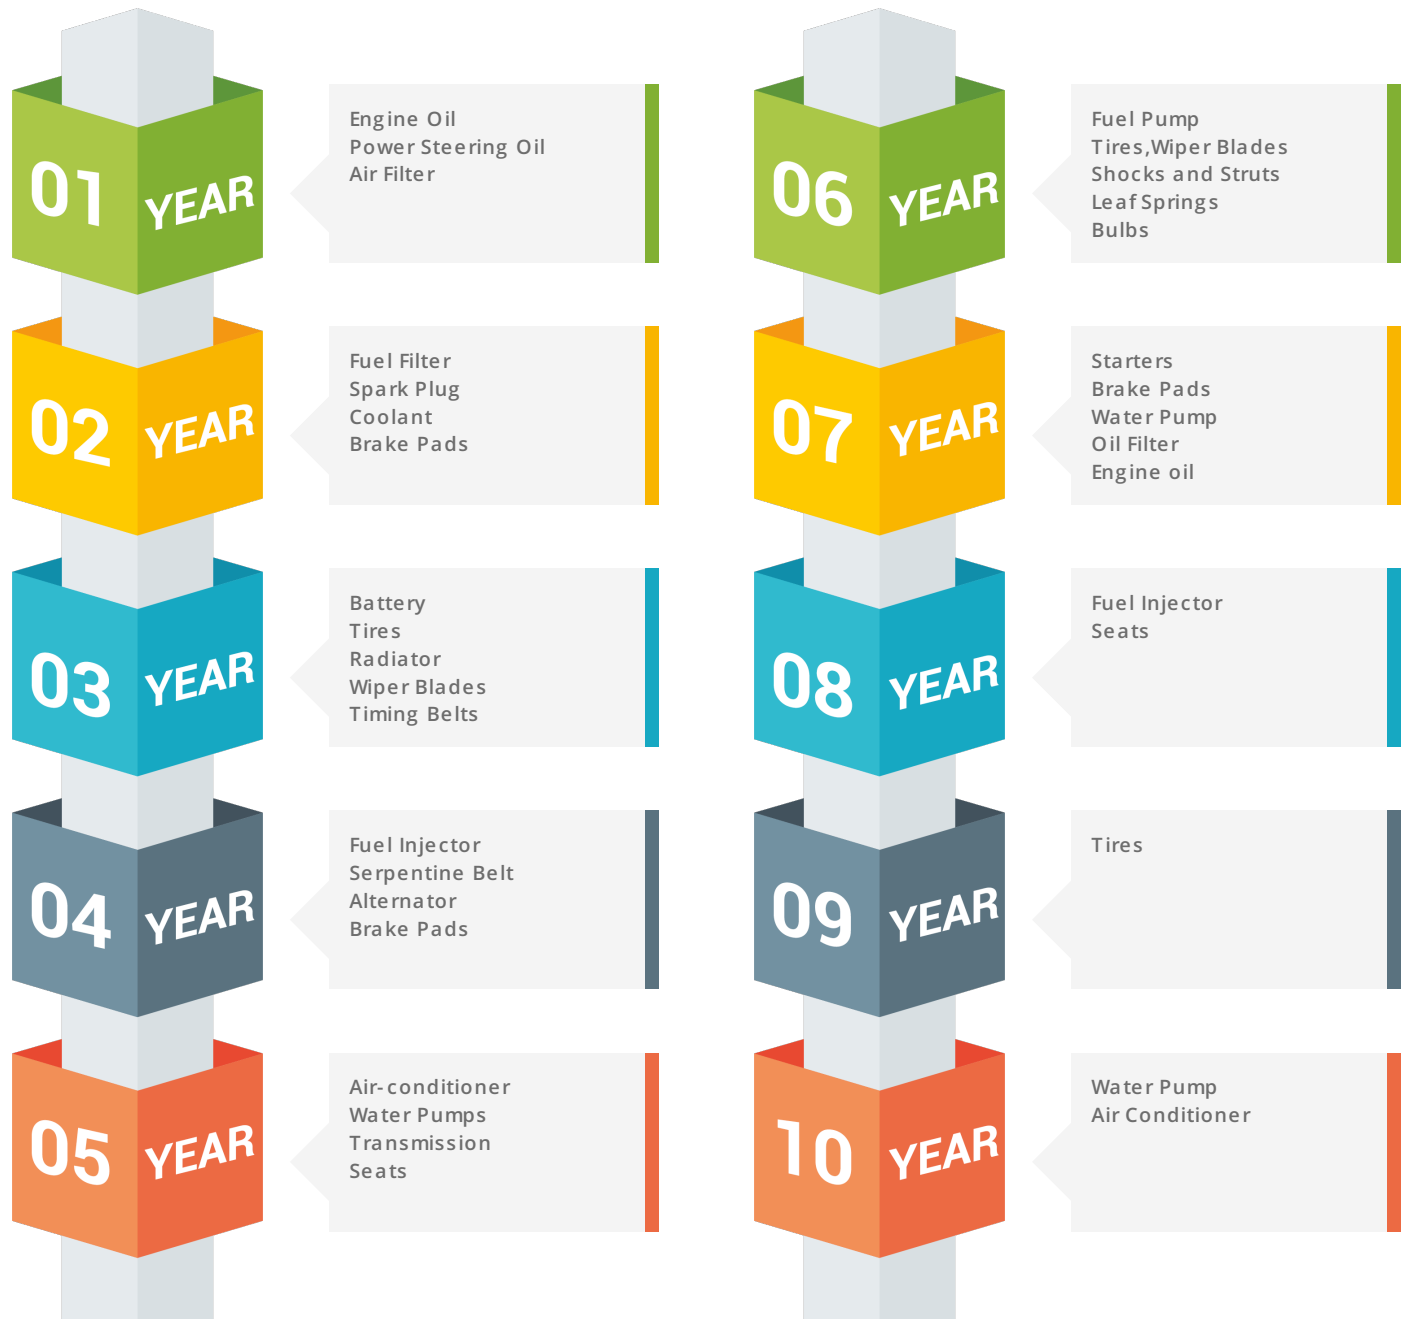 01 YEAR
Engine Oil
Power Steering Oil
Air Filter
02 YEAR
Fuel Filter
Spark Plug
Coolant
Brake Pads
03 YEAR
Battery
Tires
Radiator
Wiper Blades
Timing Belts
04 YEAR
Fuel Injector
Serpentine Belt
Alternator
Brake Pads
05 YEAR
Air-conditioner
Water Pumps
Transmission
Seats
06 YEAR
Fuel Pump
Tires,Wiper Blades
Shocks and Struts
Leaf Springs
Bulbs
07 YEAR
Starters
Brake Pads
Water Pump
Oil Filter
Engine oil
08 YEAR
Fuel Injector
Seats
09 YEAR
Tires
10 YEAR
Water Pump
Air Conditioner